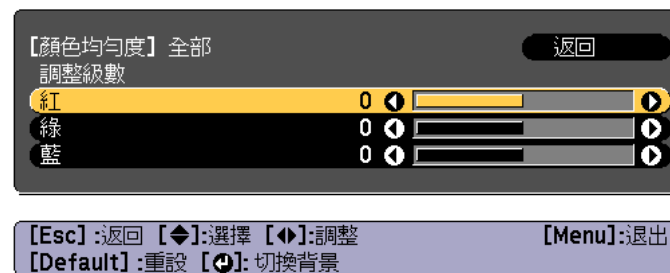 [顏色均勻度] 全部 返回
調整級數
紅 0
綠 0
藍 0
[Esc] :返回 [◆]:選擇 [◆]:調整 [Menu]:退出
[Default] :重設 [↵]: 切換背景